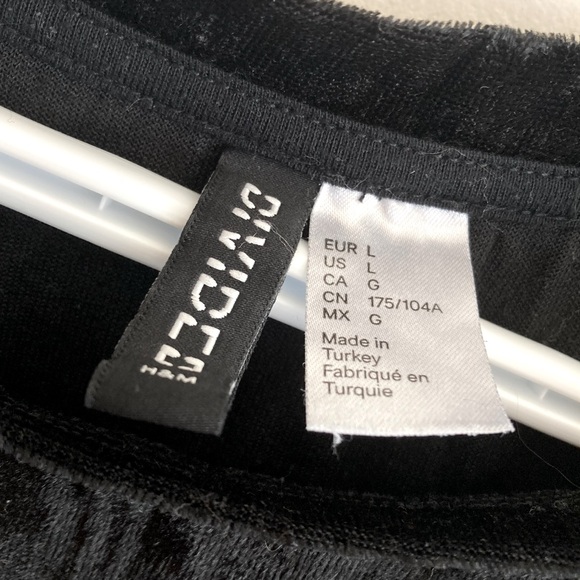 DIVIDED
H&M
EUR L
US L
CA G
CN 175/104A
MX G
Made in
Turkey
Fabriqué en
Turquie